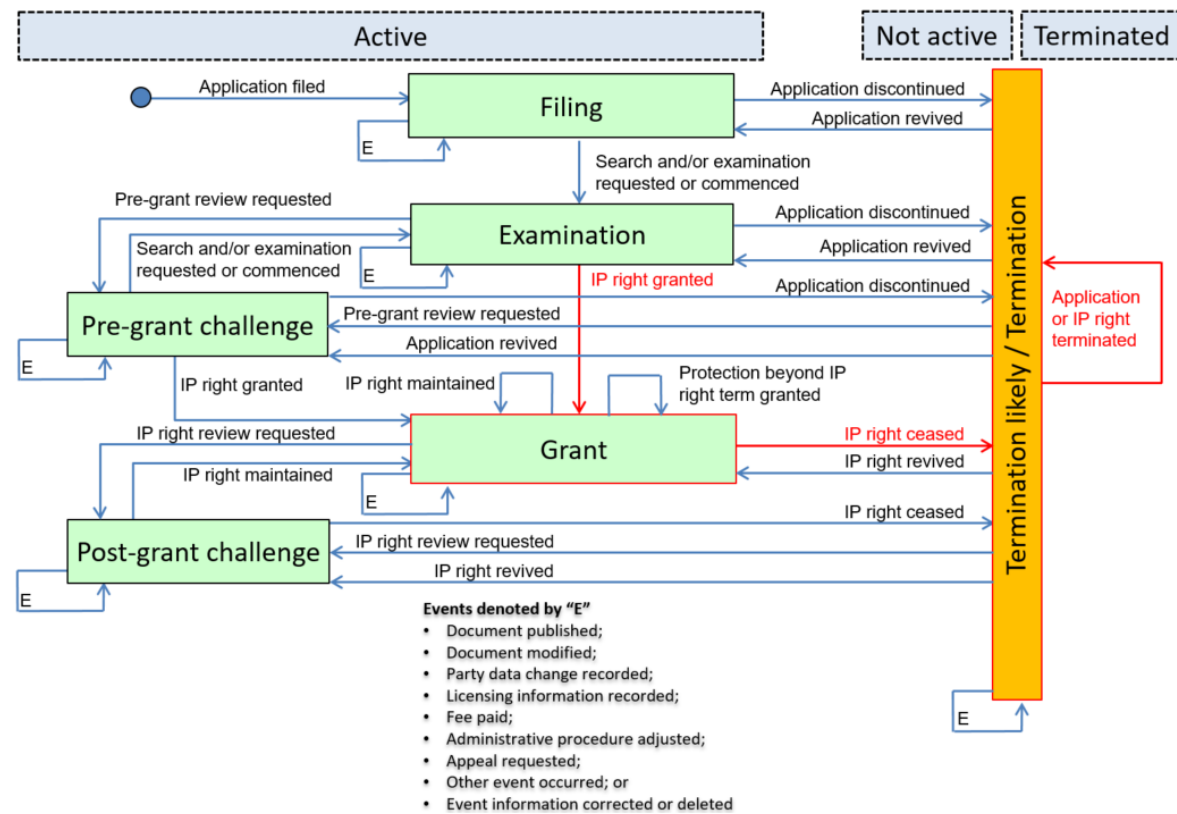 Active
Not active
Terminated
Application filed
Filing
E
Application discontinued
Application revived
Search and/or examination
requested or commenced
Pre-grant review requested
Search and/or examination
requested or commenced
Examination
E
Application discontinued
Application revived
IP right granted
Application discontinued
Pre-grant challenge
Pre-grant review requested
Application revived
E
IP right granted
Application
or IP right
terminated
Termination likely / Termination
IP right maintained
Protection beyond IP
right term granted
IP right review requested
IP right maintained
Grant
E
IP right ceased
IP right revived
IP right ceased
Post-grant challenge
IP right review requested
IP right revived
E
E
Events denoted by “E”
• Document published;
• Document modified;
• Party data change recorded;
• Licensing information recorded;
• Fee paid;
• Administrative procedure adjusted;
• Appeal requested;
• Other event occurred; or
• Event information corrected or deleted